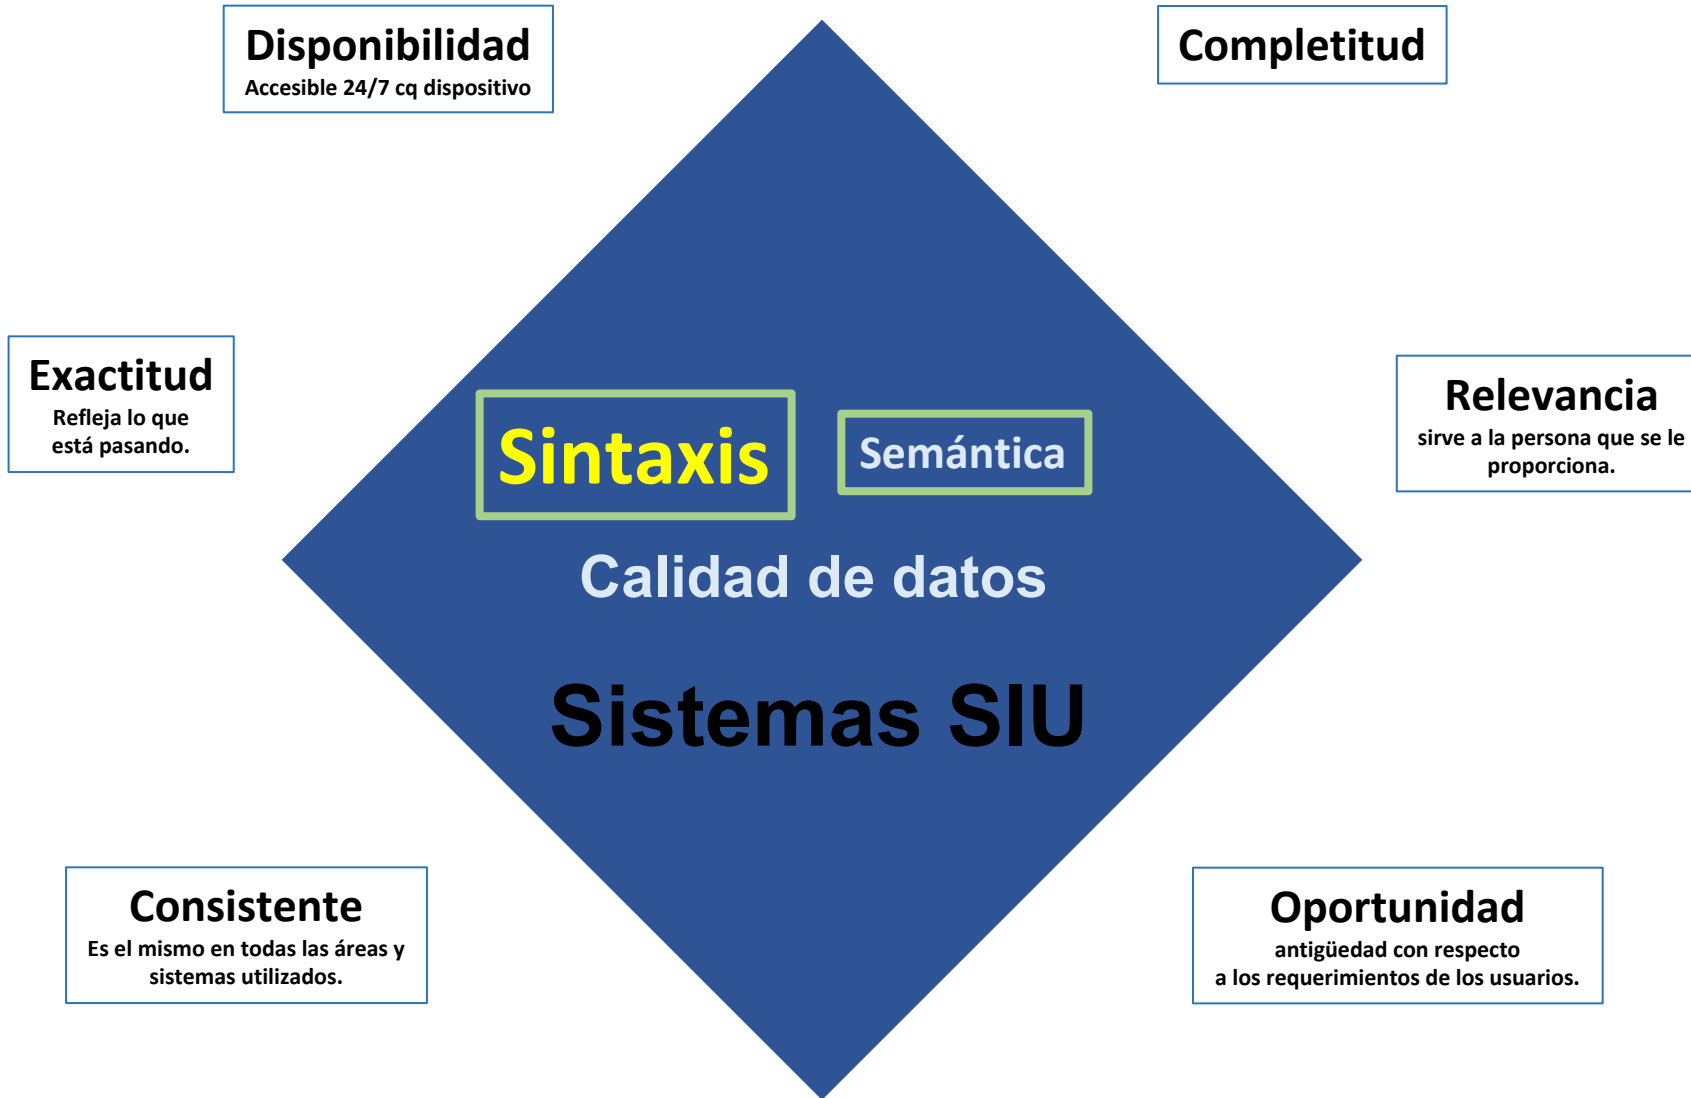 Disponibilidad
Accesible 24/7 cq dispositivo
Completitud
Exactitud
Refleja lo que
está pasando.
Sintaxis
Semántica
Relevancia
sirve a la persona que se le
proporciona.
Calidad de datos
Sistemas SIU
Consistente
Es el mismo en todas las áreas y
sistemas utilizados.
Oportunidad
antigüedad con respecto
a los requerimientos de los usuarios.